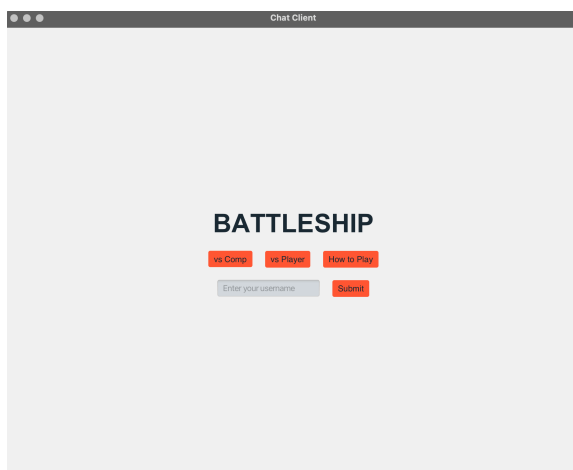 Chat Client
BATTLESHIP
vs Comp vs Player How to Play
Enter your username Submit